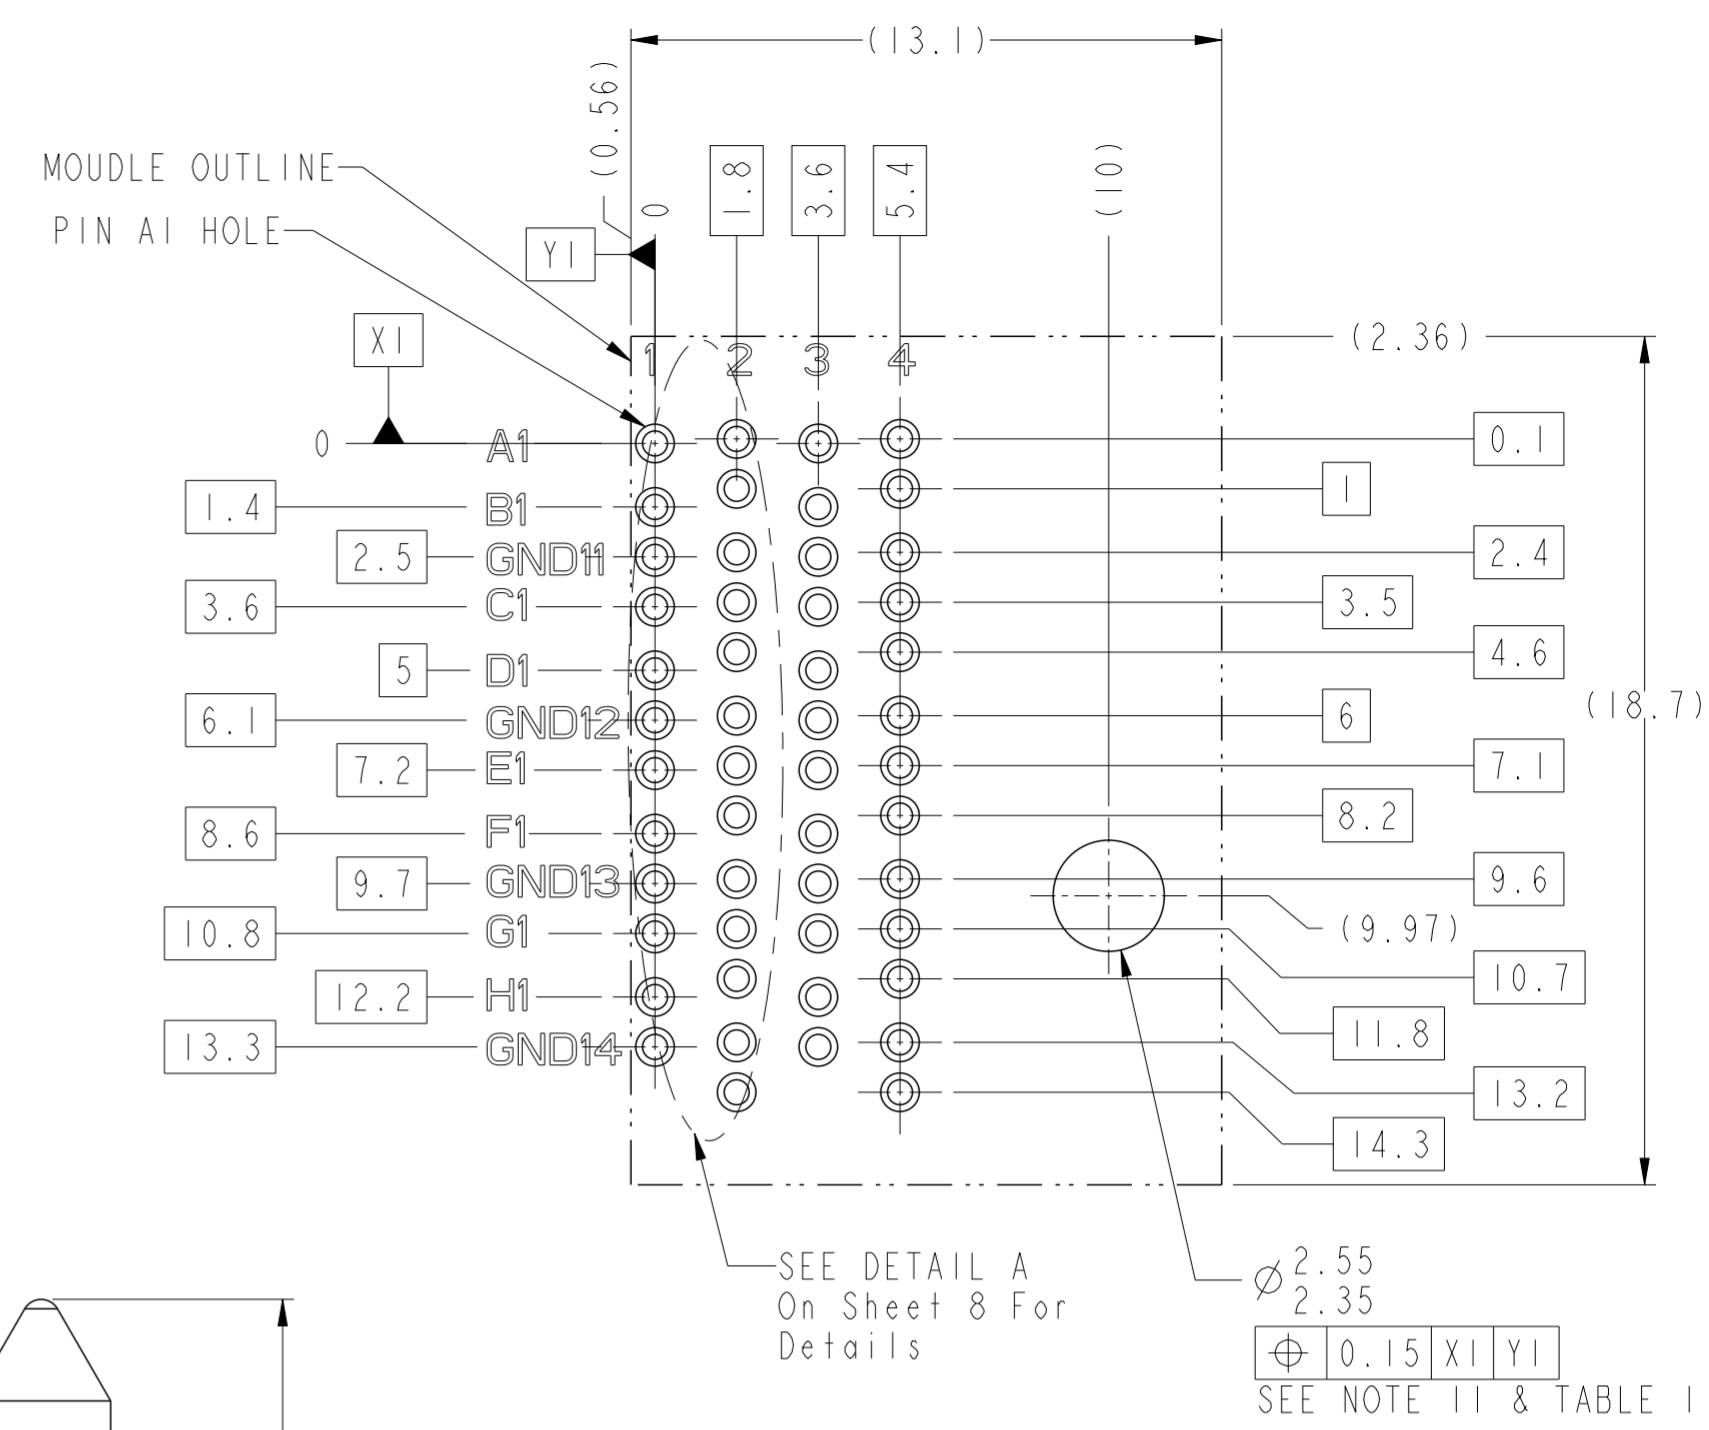 (13.1)
(0.56)
0
1.8
3.6
5.4
(10)
MOUDLE OUTLINE
PIN A1 HOLE
Y1
X1
(2.36)
1 2 3 4
0 A1
0.1
1
1.4 B1
2.5 GND11
2.4
3.6 C1
3.5
5 D1
4.6
6.1 GND12
6
(18.7)
7.2 E1
7.1
8.6 F1
8.2
9.7 GND13
9.6
10.8 G1
(9.97)
10.7
12.2 H1
11.8
13.3 GND14
13.2
14.3
SEE DETAIL A
On Sheet 8 For
Details
⌀ 2.55
2.35
⌖ 0.15 X1 Y1
SEE NOTE 11 & TABLE 1